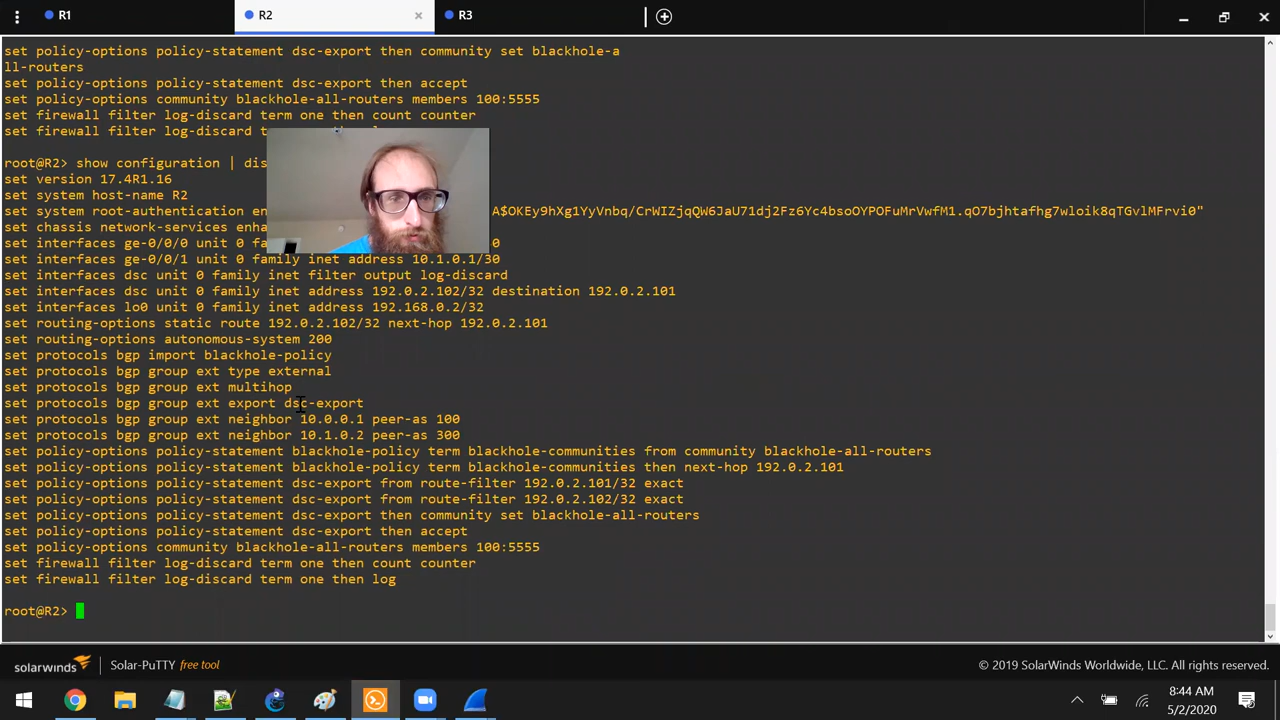 R1
R2
R3
set policy-options policy-statement dsc-export then community set blackhole-a
ll-routers
set policy-options policy-statement dsc-export then accept
set policy-options community blackhole-all-routers members 100:5555
set firewall filter log-discard term one then count counter
set firewall filter log-discard t
root@R2> show configuration | dis
set version 17.4R1.16
set system host-name R2
set system root-authentication en A$OKEy9hXg1YyVnbq/CrWIZjqQW6JaU71dj2Fz6Yc4bsoOYPOFuMrVwfM1.qO7bjhtafhg7wloik8qTGvlMFrvi0"
set chassis network-services enha
set interfaces ge-0/0/0 unit 0 fa 0
set interfaces ge-0/0/1 unit 0 family inet address 10.1.0.1/30
set interfaces dsc unit 0 family inet filter output log-discard
set interfaces dsc unit 0 family inet address 192.0.2.102/32 destination 192.0.2.101
set interfaces lo0 unit 0 family inet address 192.168.0.2/32
set routing-options static route 192.0.2.102/32 next-hop 192.0.2.101
set routing-options autonomous-system 200
set protocols bgp import blackhole-policy
set protocols bgp group ext type external
set protocols bgp group ext multihop
set protocols bgp group ext export dsc-export
set protocols bgp group ext neighbor 10.0.0.1 peer-as 100
set protocols bgp group ext neighbor 10.1.0.2 peer-as 300
set policy-options policy-statement blackhole-policy term blackhole-communities from community blackhole-all-routers
set policy-options policy-statement blackhole-policy term blackhole-communities then next-hop 192.0.2.101
set policy-options policy-statement dsc-export from route-filter 192.0.2.101/32 exact
set policy-options policy-statement dsc-export from route-filter 192.0.2.102/32 exact
set policy-options policy-statement dsc-export then community set blackhole-all-routers
set policy-options policy-statement dsc-export then accept
set policy-options community blackhole-all-routers members 100:5555
set firewall filter log-discard term one then count counter
set firewall filter log-discard term one then log
root@R2>
solarwinds Solar-PuTTY free tool © 2019 SolarWinds Worldwide, LLC. All rights reserved.
8:44 AM
5/2/2020